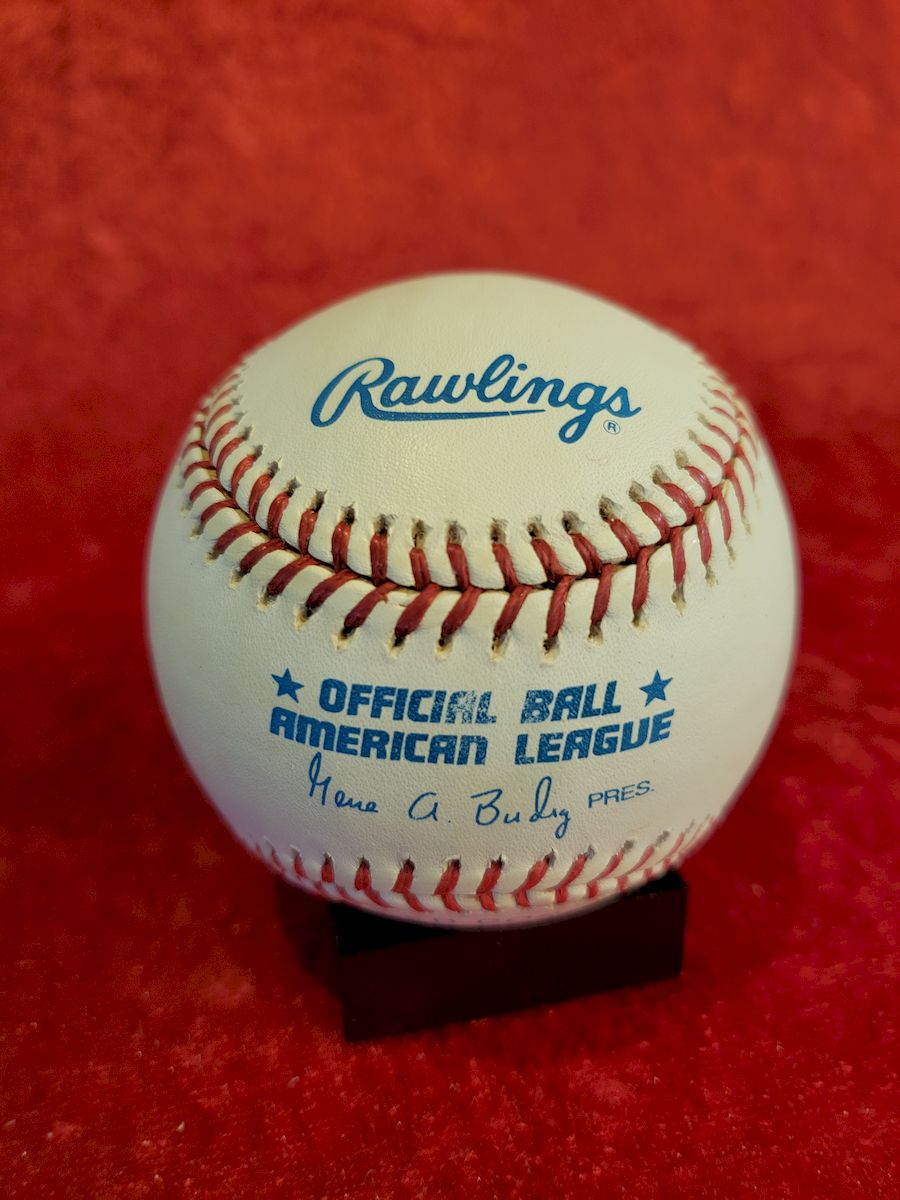 Rawlings®
★ OFFICIAL BALL ★
AMERICAN LEAGUE
Gene A. Budig PRES.